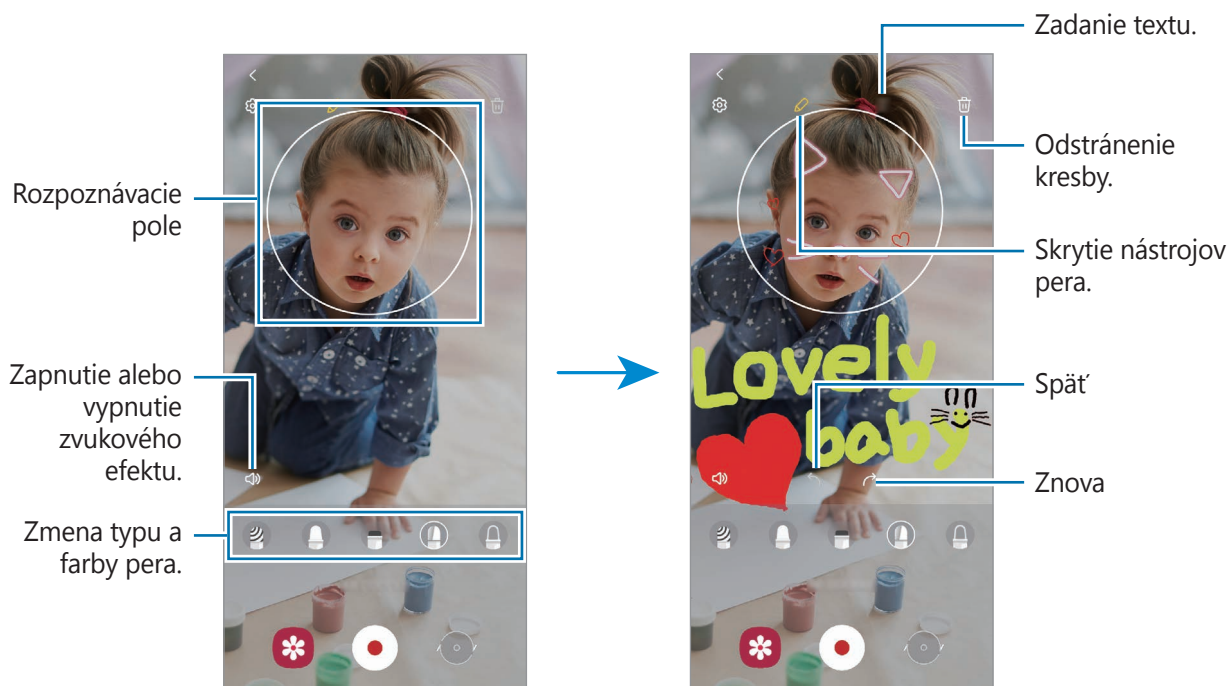 Rozpoznávacie
pole
Zapnutie alebo
vypnutie
zvukového
efektu.
Zmena typu a
farby pera.
Zadanie textu.
Odstránenie
kresby.
Skrytie nástrojov
pera.
Späť
Znova
Lovely
baby